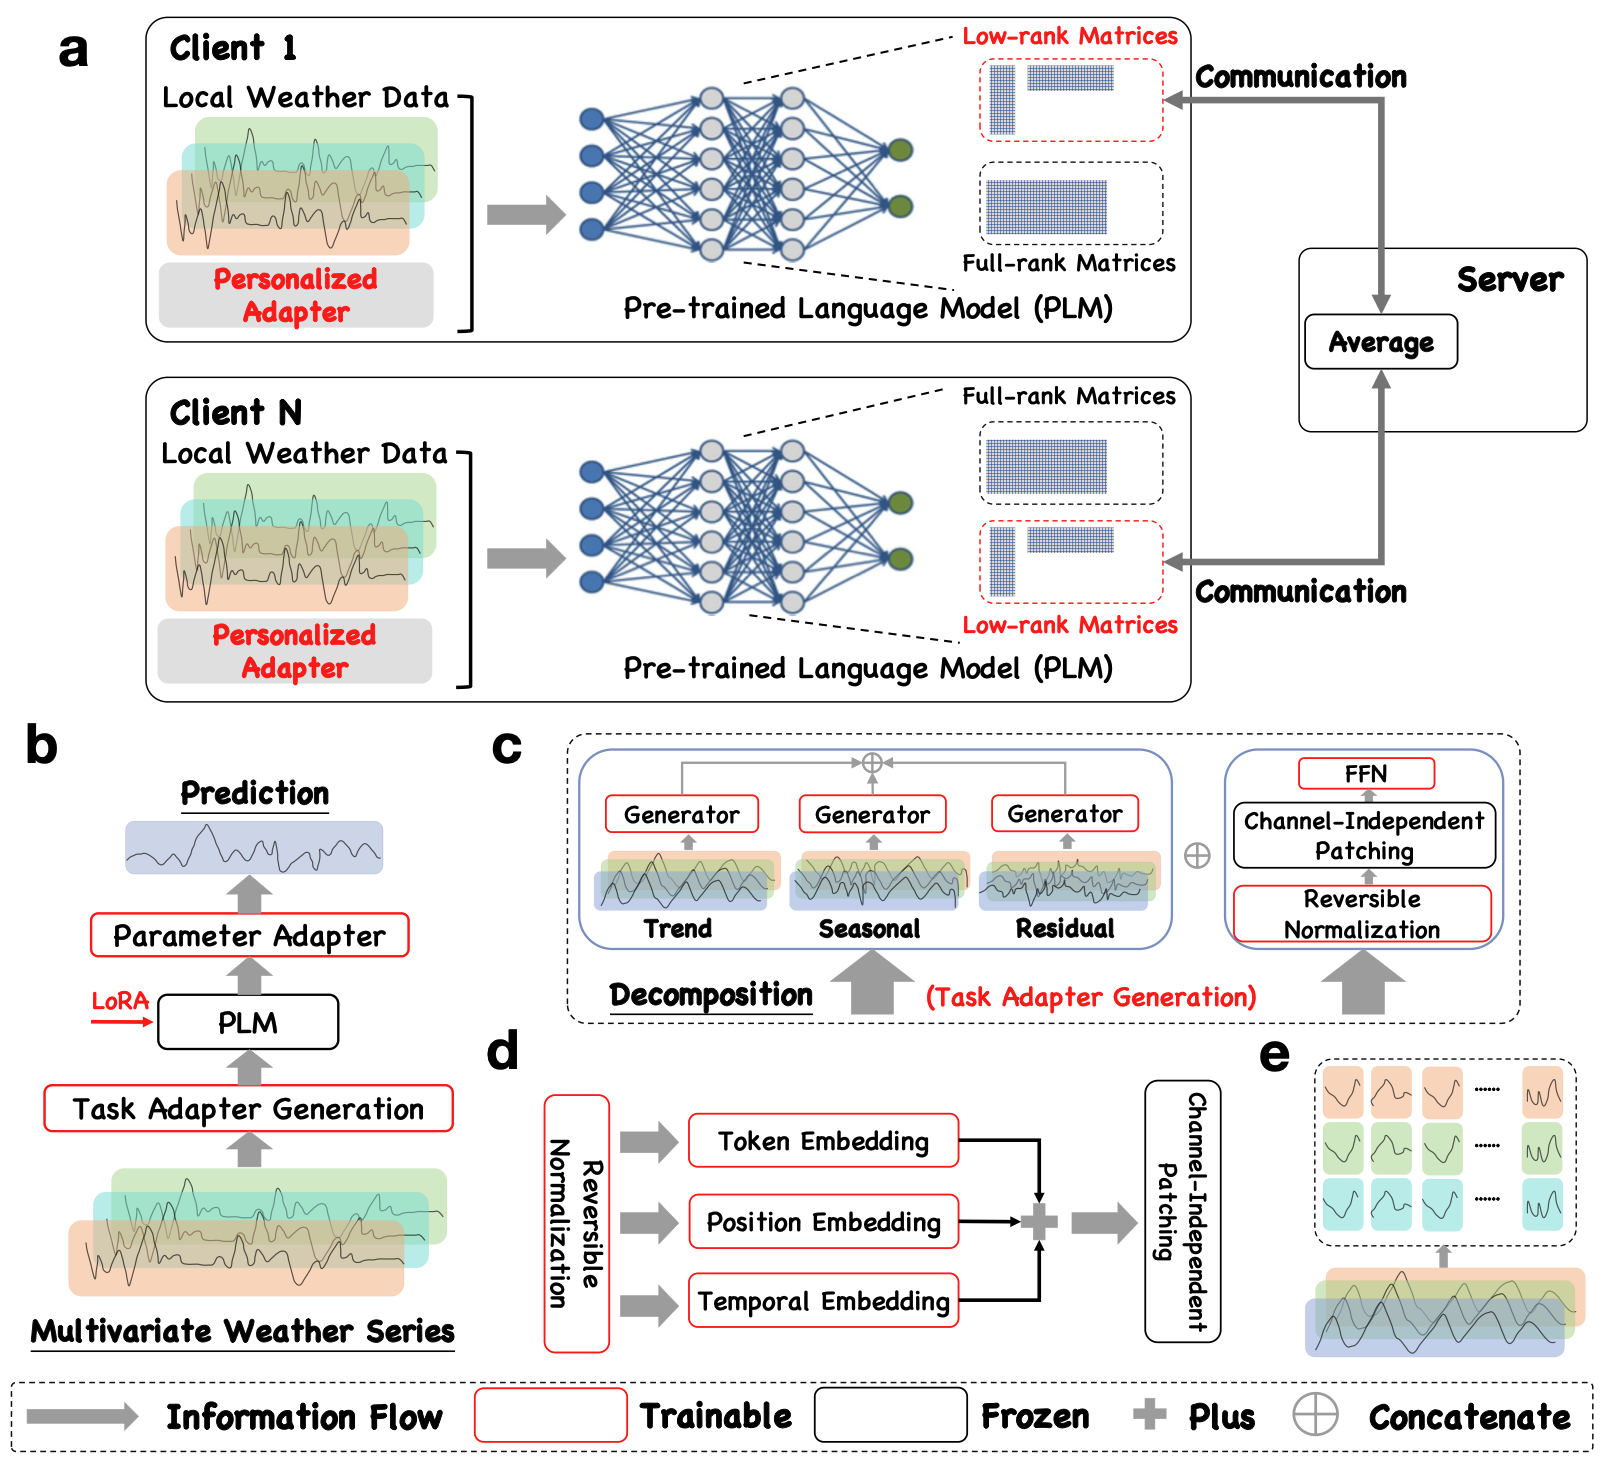 a
Client 1
Local Weather Data
Personalized
Adapter
Low-rank Matrices
Full-rank Matrices
Pre-trained Language Model (PLM)
Communication
Server
Average
Client N
Local Weather Data
Personalized
Adapter
Full-rank Matrices
Low-rank Matrices
Pre-trained Language Model (PLM)
Communication
b
Prediction
Parameter Adapter
LoRA
PLM
Task Adapter Generation
Multivariate Weather Series
c
Generator
Generator
Generator
Trend
Seasonal
Residual
FFN
Channel-Independent
Patching
Reversible
Normalization
Decomposition
(Task Adapter Generation)
d
Reversible
Normalization
Token Embedding
Position Embedding
Temporal Embedding
Channel-Independent
Patching
e
Information Flow
Trainable
Frozen
Plus
Concatenate